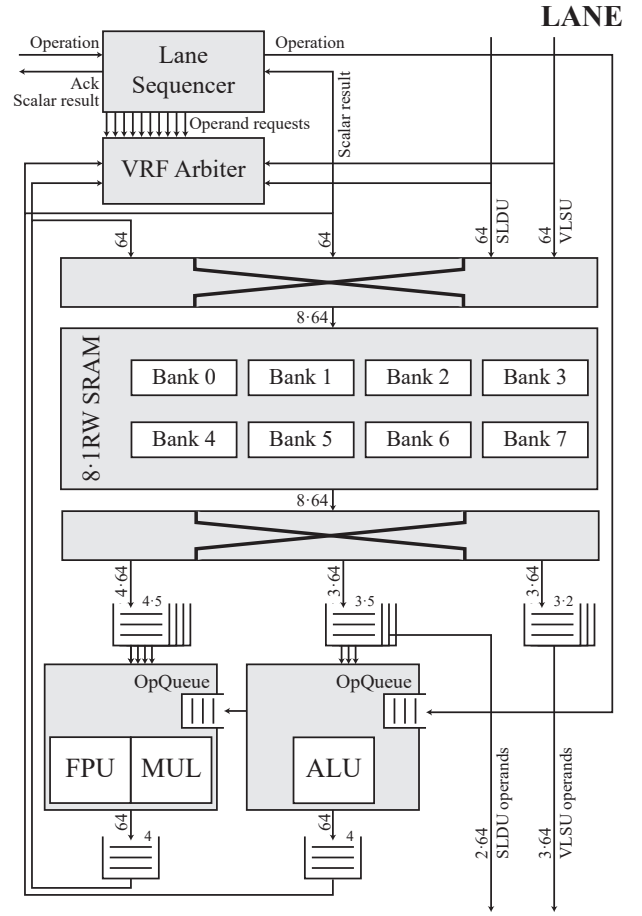 LANE
Operation
Lane
Sequencer
Operation
Ack
Scalar result
Scalar result
Operand requests
VRF Arbiter
64
64
64
SLDU
64
VLSU
8·64
8·1RW SRAM
Bank 0
Bank 1
Bank 2
Bank 3
Bank 4
Bank 5
Bank 6
Bank 7
8·64
4·64
3·64
3·64
4·5
3·5
3·2
OpQueue
OpQueue
FPU
MUL
ALU
64
4
64
4
2·64
SLDU operands
3·64
VLSU operands